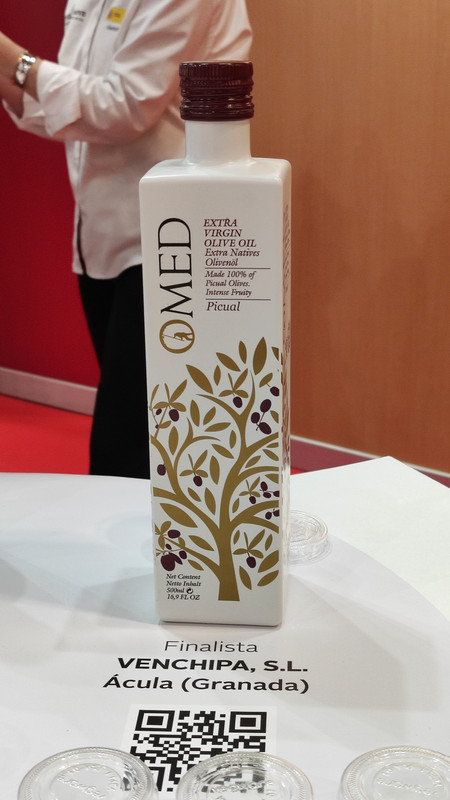 OMED
EXTRA
VIRGIN
OLIVE OIL
Extra Natives
Olivenöl
Made 100% of
Picual Olives.
Intense Fruity
Picual
Net Content
Netto Inhalt
500ml ℮
16,9 FL OZ
Finalista
VENCHIPA, S.L.
Ácula (Granada)